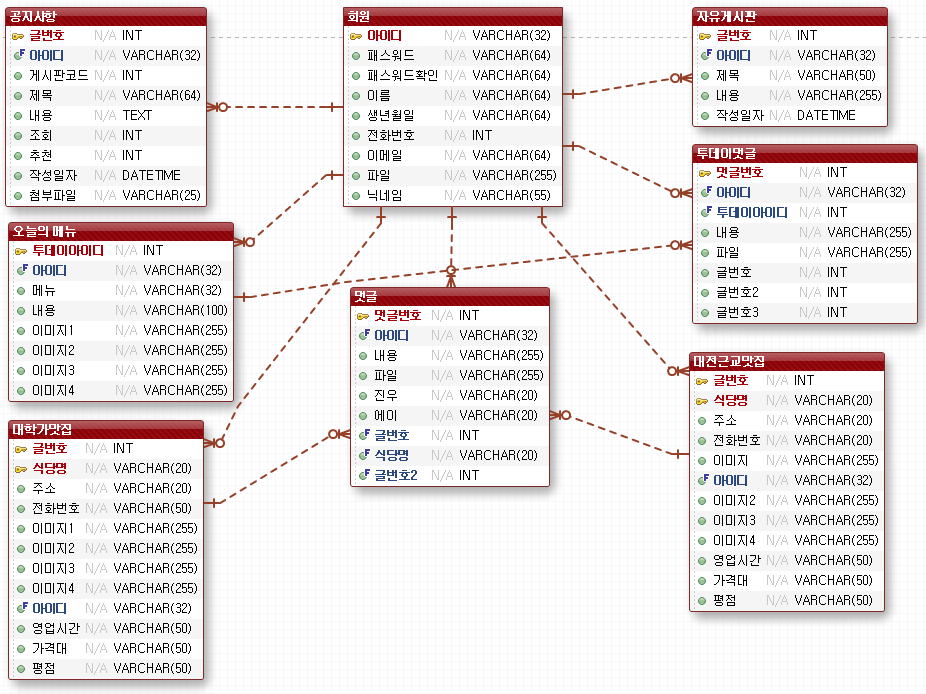 공지사항
글번호 N/A INT
아이디 N/A VARCHAR(32)
게시판코드 N/A INT
제목 N/A VARCHAR(64)
내용 N/A TEXT
조회 N/A INT
추천 N/A INT
작성일자 N/A DATETIME
첨부파일 N/A VARCHAR(25)
회원
아이디 N/A VARCHAR(32)
패스워드 N/A VARCHAR(64)
패스워드확인 N/A VARCHAR(64)
이름 N/A VARCHAR(64)
생년월일 N/A VARCHAR(64)
전화번호 N/A INT
이메일 N/A VARCHAR(64)
파일 N/A VARCHAR(255)
닉네임 N/A VARCHAR(55)
자유게시판
글번호 N/A INT
아이디 N/A VARCHAR(32)
제목 N/A VARCHAR(50)
내용 N/A VARCHAR(255)
작성일자 N/A DATETIME
투데이댓글
댓글번호 N/A INT
아이디 N/A VARCHAR(32)
투데이아이디 N/A INT
내용 N/A VARCHAR(255)
파일 N/A VARCHAR(255)
글번호 N/A INT
글번호2 N/A INT
글번호3 N/A INT
오늘의 메뉴
투데이아이디 N/A INT
아이디 N/A VARCHAR(32)
메뉴 N/A VARCHAR(32)
내용 N/A VARCHAR(100)
이미지1 N/A VARCHAR(255)
이미지2 N/A VARCHAR(255)
이미지3 N/A VARCHAR(255)
이미지4 N/A VARCHAR(255)
댓글
댓글번호 N/A INT
아이디 N/A VARCHAR(32)
내용 N/A VARCHAR(255)
파일 N/A VARCHAR(255)
진우 N/A VARCHAR(20)
에이 N/A VARCHAR(20)
글번호 N/A INT
식당명 N/A VARCHAR(20)
글번호2 N/A INT
대전근교맛집
글번호 N/A INT
식당명 N/A VARCHAR(20)
주소 N/A VARCHAR(20)
전화번호 N/A VARCHAR(20)
이미지 N/A VARCHAR(255)
아이디 N/A VARCHAR(32)
이미지2 N/A VARCHAR(255)
이미지3 N/A VARCHAR(255)
이미지4 N/A VARCHAR(255)
영업시간 N/A VARCHAR(50)
가격대 N/A VARCHAR(50)
평점 N/A VARCHAR(50)
대학가맛집
글번호 N/A INT
식당명 N/A VARCHAR(20)
주소 N/A VARCHAR(20)
전화번호 N/A VARCHAR(50)
이미지1 N/A VARCHAR(255)
이미지2 N/A VARCHAR(255)
이미지3 N/A VARCHAR(255)
이미지4 N/A VARCHAR(255)
아이디 N/A VARCHAR(32)
영업시간 N/A VARCHAR(50)
가격대 N/A VARCHAR(50)
평점 N/A VARCHAR(50)